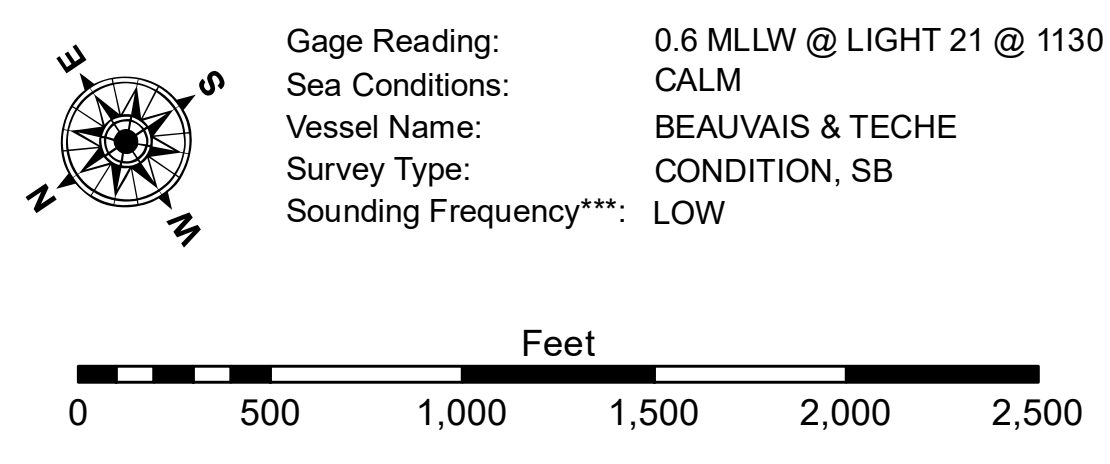 E
S
N
W
Gage Reading: 0.6 MLLW @ LIGHT 21 @ 1130
Sea Conditions: CALM
Vessel Name: BEAUVAIS & TECHE
Survey Type: CONDITION, SB
Sounding Frequency***: LOW
Feet
0 500 1,000 1,500 2,000 2,500